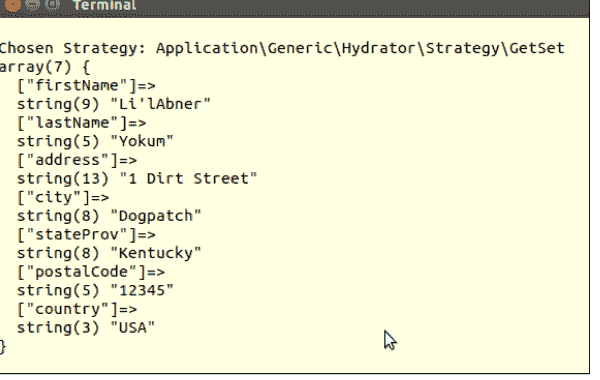 Terminal
Chosen Strategy: Application\Generic\Hydrator\Strategy\GetSet
array(7) {
  ["firstName"]=>
  string(9) "Li'lAbner"
  ["lastName"]=>
  string(5) "Yokum"
  ["address"]=>
  string(13) "1 Dirt Street"
  ["city"]=>
  string(8) "Dogpatch"
  ["stateProv"]=>
  string(8) "Kentucky"
  ["postalCode"]=>
  string(5) "12345"
  ["country"]=>
  string(3) "USA"
}